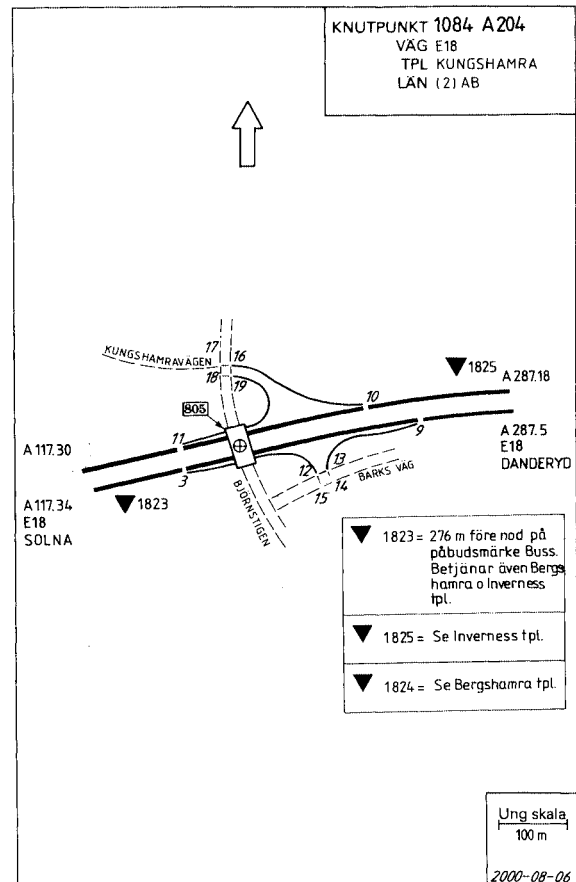 KNUTPUNKT 1084 A204
VÄG E18
TPL KUNGSHAMRA
LÄN (2) AB
17
16
KUNGSHAMRAVÄGEN
18
19
1825
A 287.18
10
805
11
9
A 117.30
A 287.5
E18
DANDERYD
3
12
13
BARKS VÄG
15
14
A 117.34
E18
SOLNA
1823
BJÖRNSTIGEN
1823 = 276 m före nod på
påbudsmärke Buss.
Betjänar även Bergs
hamra o Inverness
tpl.
1825 = Se Inverness tpl.
1824 = Se Bergshamra tpl.
Ung skala
100 m
2000-08-06